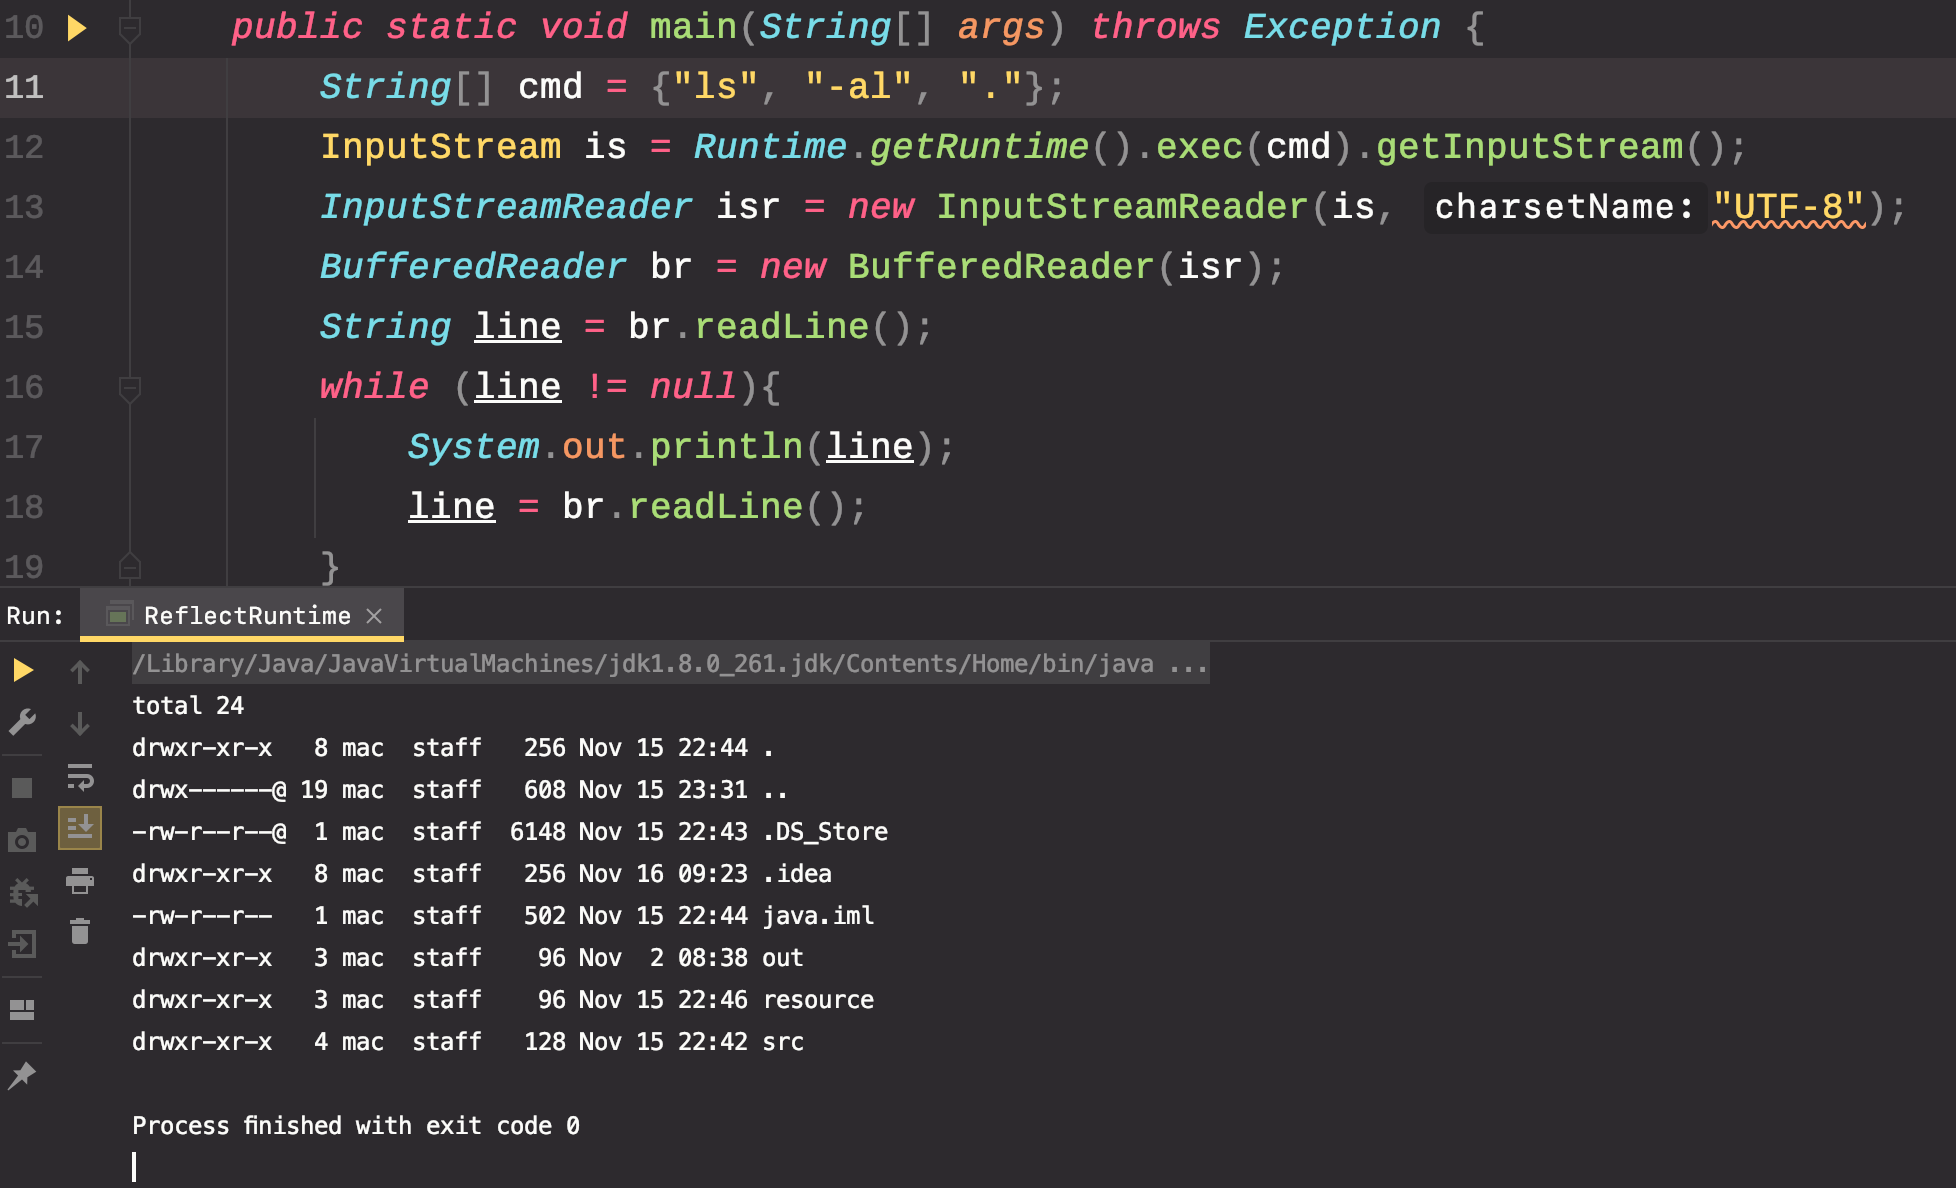 10 public static void main(String[] args) throws Exception {
11 String[] cmd = {"ls", "-al", "."};
12 InputStream is = Runtime.getRuntime().exec(cmd).getInputStream();
13 InputStreamReader isr = new InputStreamReader(is, charsetName: "UTF-8");
14 BufferedReader br = new BufferedReader(isr);
15 String line = br.readLine();
16 while (line != null){
17 System.out.println(line);
18 line = br.readLine();
19 }
Run: ReflectRuntime
/Library/Java/JavaVirtualMachines/jdk1.8.0_261.jdk/Contents/Home/bin/java ...
total 24
drwxr-xr-x   8 mac  staff   256 Nov 15 22:44 .
drwx------@ 19 mac  staff   608 Nov 15 23:31 ..
-rw-r--r--@  1 mac  staff  6148 Nov 15 22:43 .DS_Store
drwxr-xr-x   8 mac  staff   256 Nov 16 09:23 .idea
-rw-r--r--   1 mac  staff   502 Nov 15 22:44 java.iml
drwxr-xr-x   3 mac  staff    96 Nov  2 08:38 out
drwxr-xr-x   3 mac  staff    96 Nov 15 22:46 resource
drwxr-xr-x   4 mac  staff   128 Nov 15 22:42 src
Process finished with exit code 0